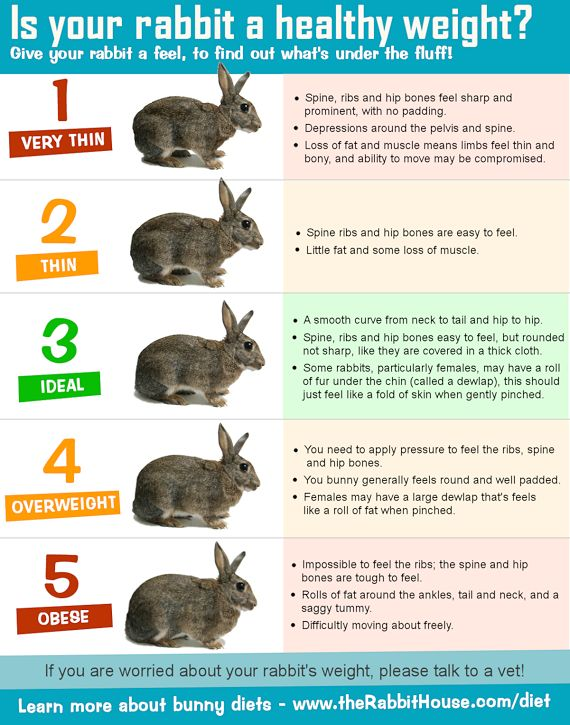 Is your rabbit a healthy weight?
Give your rabbit a feel, to find out what's under the fluff!
1
VERY THIN
• Spine, ribs and hip bones feel sharp and
prominent, with no padding.
• Depressions around the pelvis and spine.
• Loss of fat and muscle means limbs feel thin and
bony, and ability to move may be compromised.
2
THIN
• Spine ribs and hip bones are easy to feel.
• Little fat and some loss of muscle.
3
IDEAL
• A smooth curve from neck to tail and hip to hip.
• Spine, ribs and hip bones easy to feel, but rounded
not sharp, like they are covered in a thick cloth.
• Some rabbits, particularly females, may have a roll
of fur under the chin (called a dewlap), this should
just feel like a fold of skin when gently pinched.
4
OVERWEIGHT
• You need to apply pressure to feel the ribs, spine
and hip bones.
• You bunny generally feels round and well padded.
• Females may have a large dewlap that's feels
like a roll of fat when pinched.
5
OBESE
• Impossible to feel the ribs; the spine and hip
bones are tough to feel.
• Rolls of fat around the ankles, tail and neck, and a
saggy tummy.
• Difficultly moving about freely.
If you are worried about your rabbit's weight, please talk to a vet!
Learn more about bunny diets - www.theRabbitHouse.com/diet